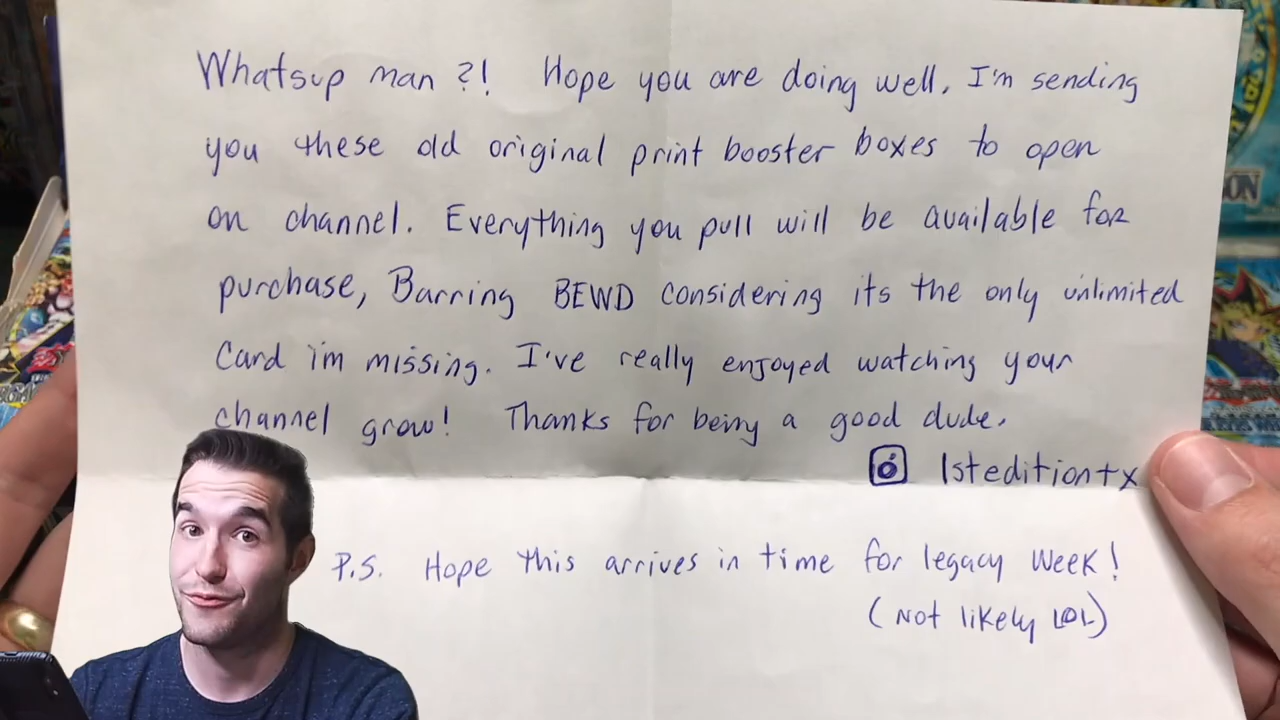 Whatsup man ?! Hope you are doing well. I'm sending
you these old original print booster boxes to open
on channel. Everything you pull will be available for
purchase, Barring BEWD considering its the only unlimited
Card im missing. I've really enjoyed watching your
channel grow! Thanks for being a good dude.
1steditiontx
P.S. Hope this arrives in time for legacy week!
(Not likely LOL)